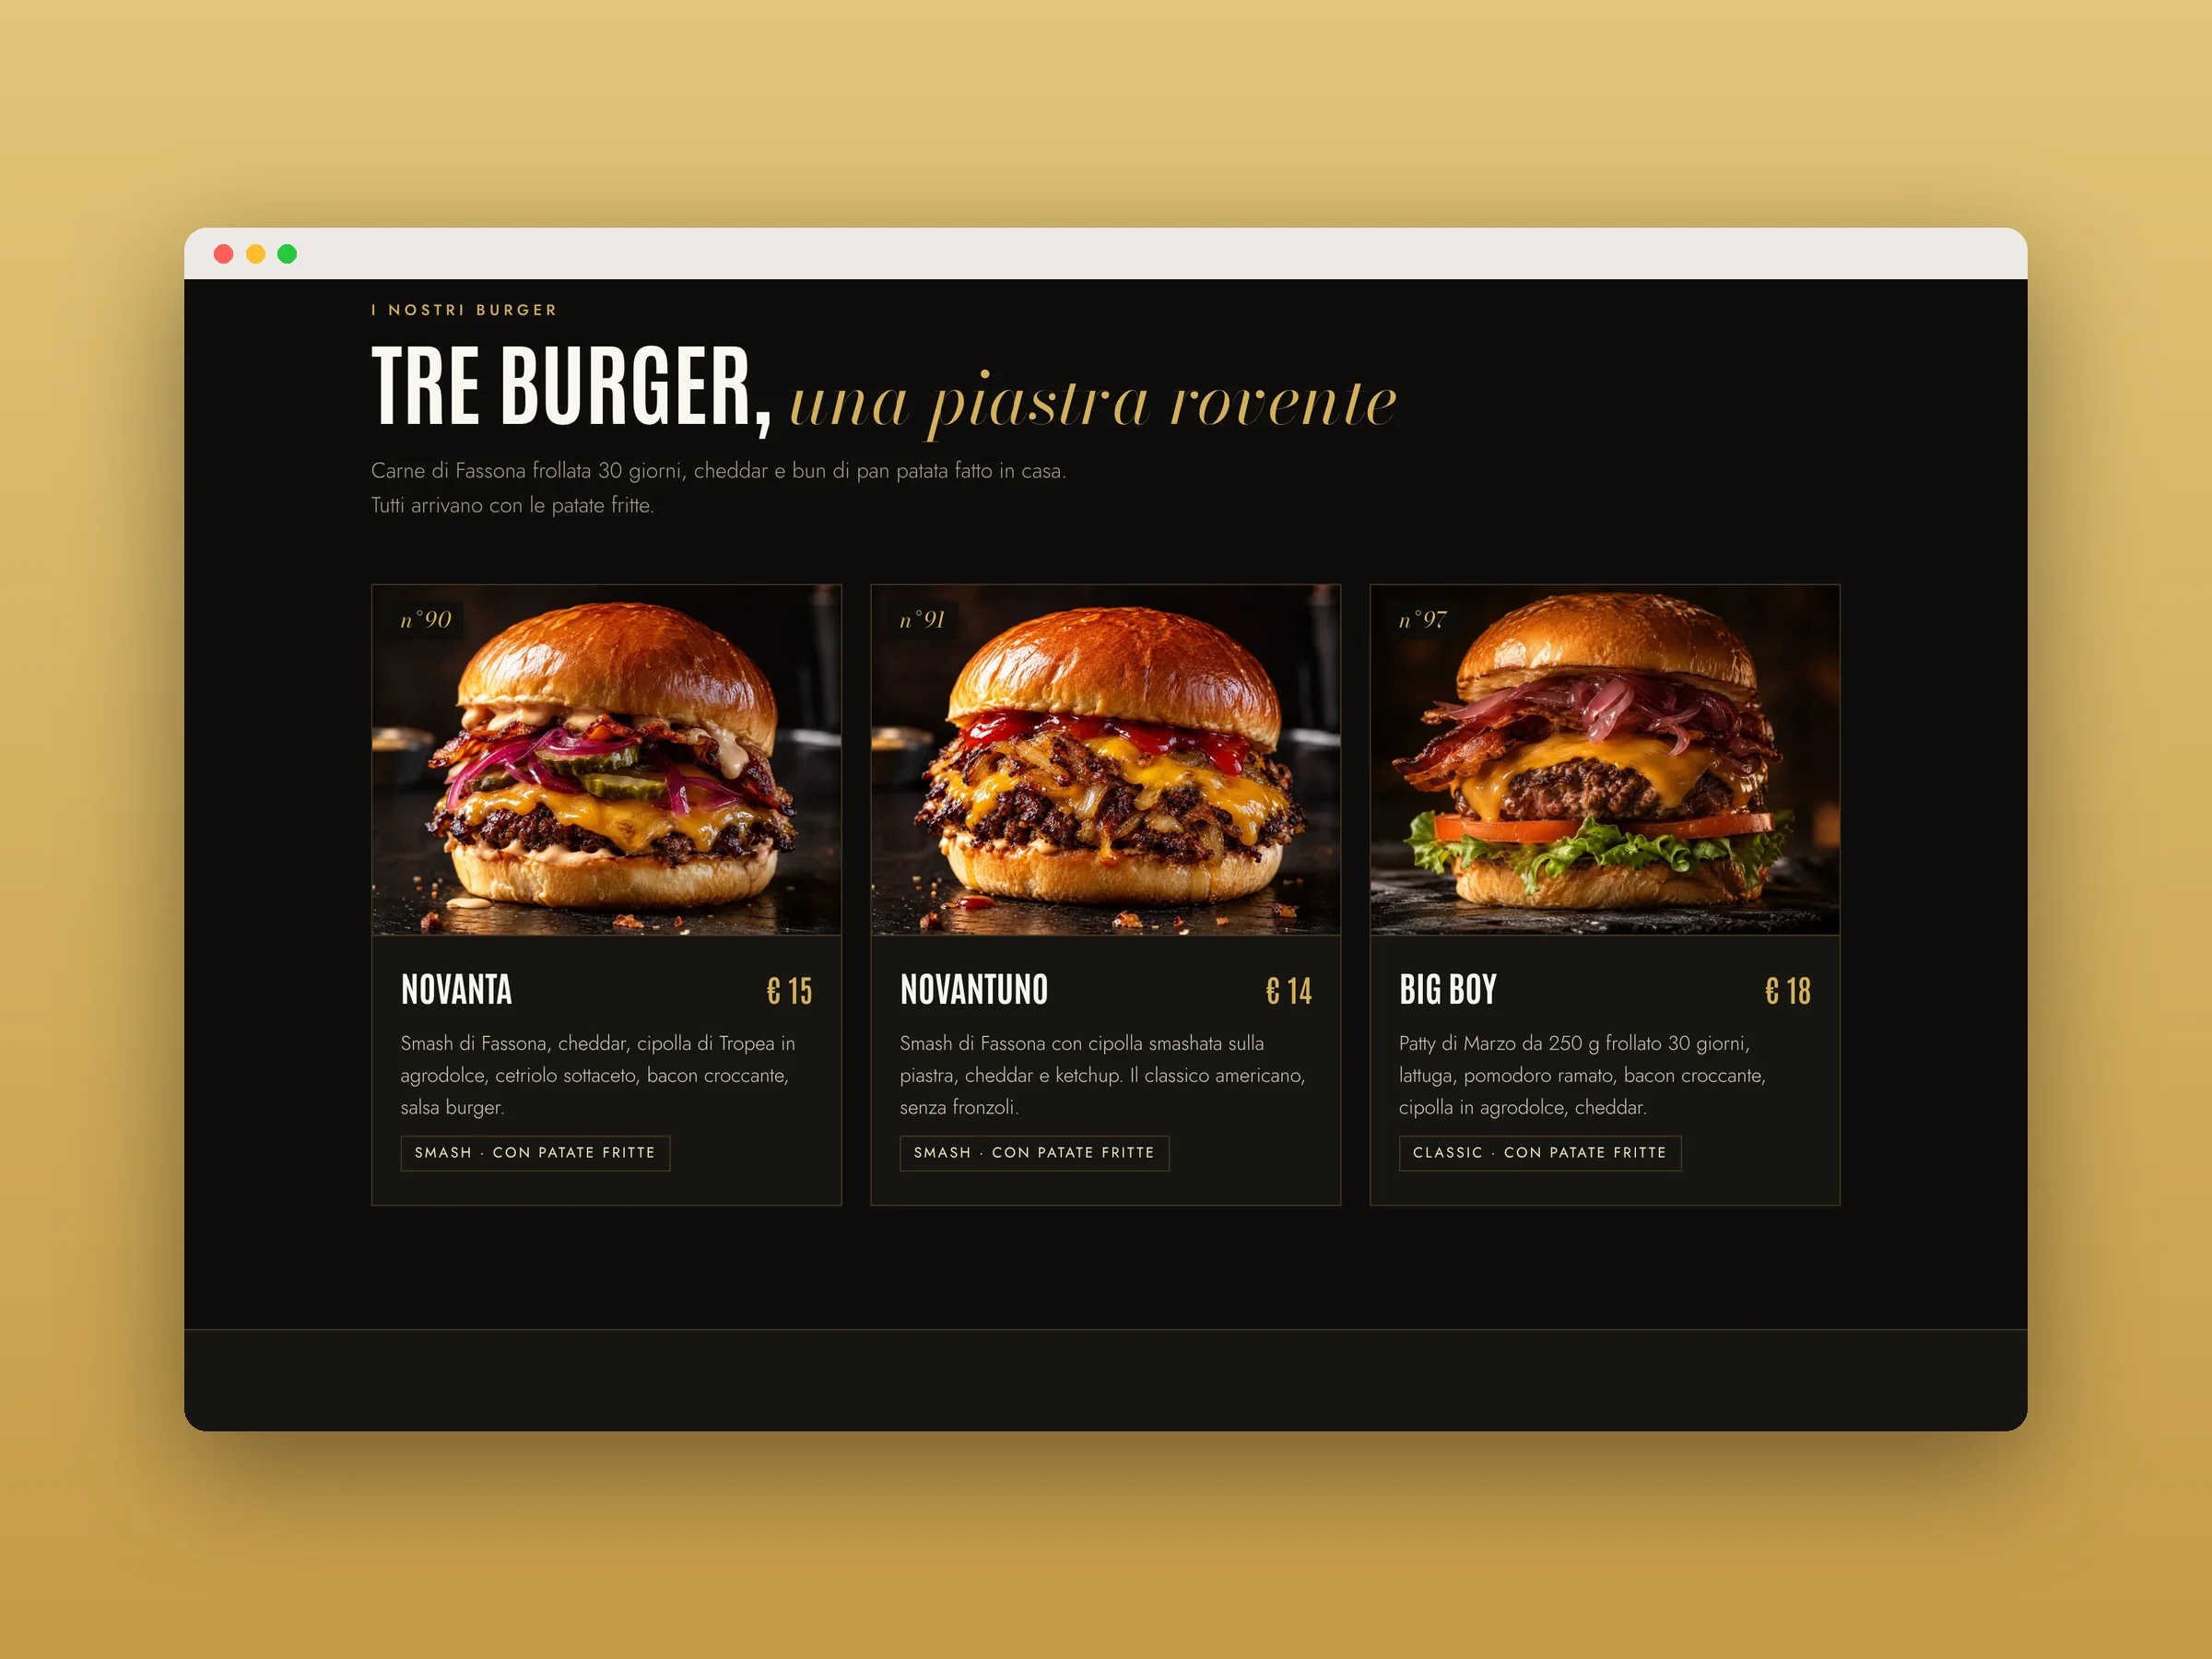 I NOSTRI BURGER
TRE BURGER, una piastra rovente
Carne di Fassona frollata 30 giorni, cheddar e bun di pan patata fatto in casa.
Tutti arrivano con le patate fritte.
n°90
NOVANTA € 15
Smash di Fassona, cheddar, cipolla di Tropea in
agrodolce, cetriolo sottaceto, bacon croccante,
salsa burger.
SMASH · CON PATATE FRITTE
n°91
NOVANTUNO € 14
Smash di Fassona con cipolla smashata sulla
piastra, cheddar e ketchup. Il classico americano,
senza fronzoli.
SMASH · CON PATATE FRITTE
n°97
BIG BOY € 18
Patty di Marzo da 250 g frollato 30 giorni,
lattuga, pomodoro ramato, bacon croccante,
cipolla in agrodolce, cheddar.
CLASSIC · CON PATATE FRITTE